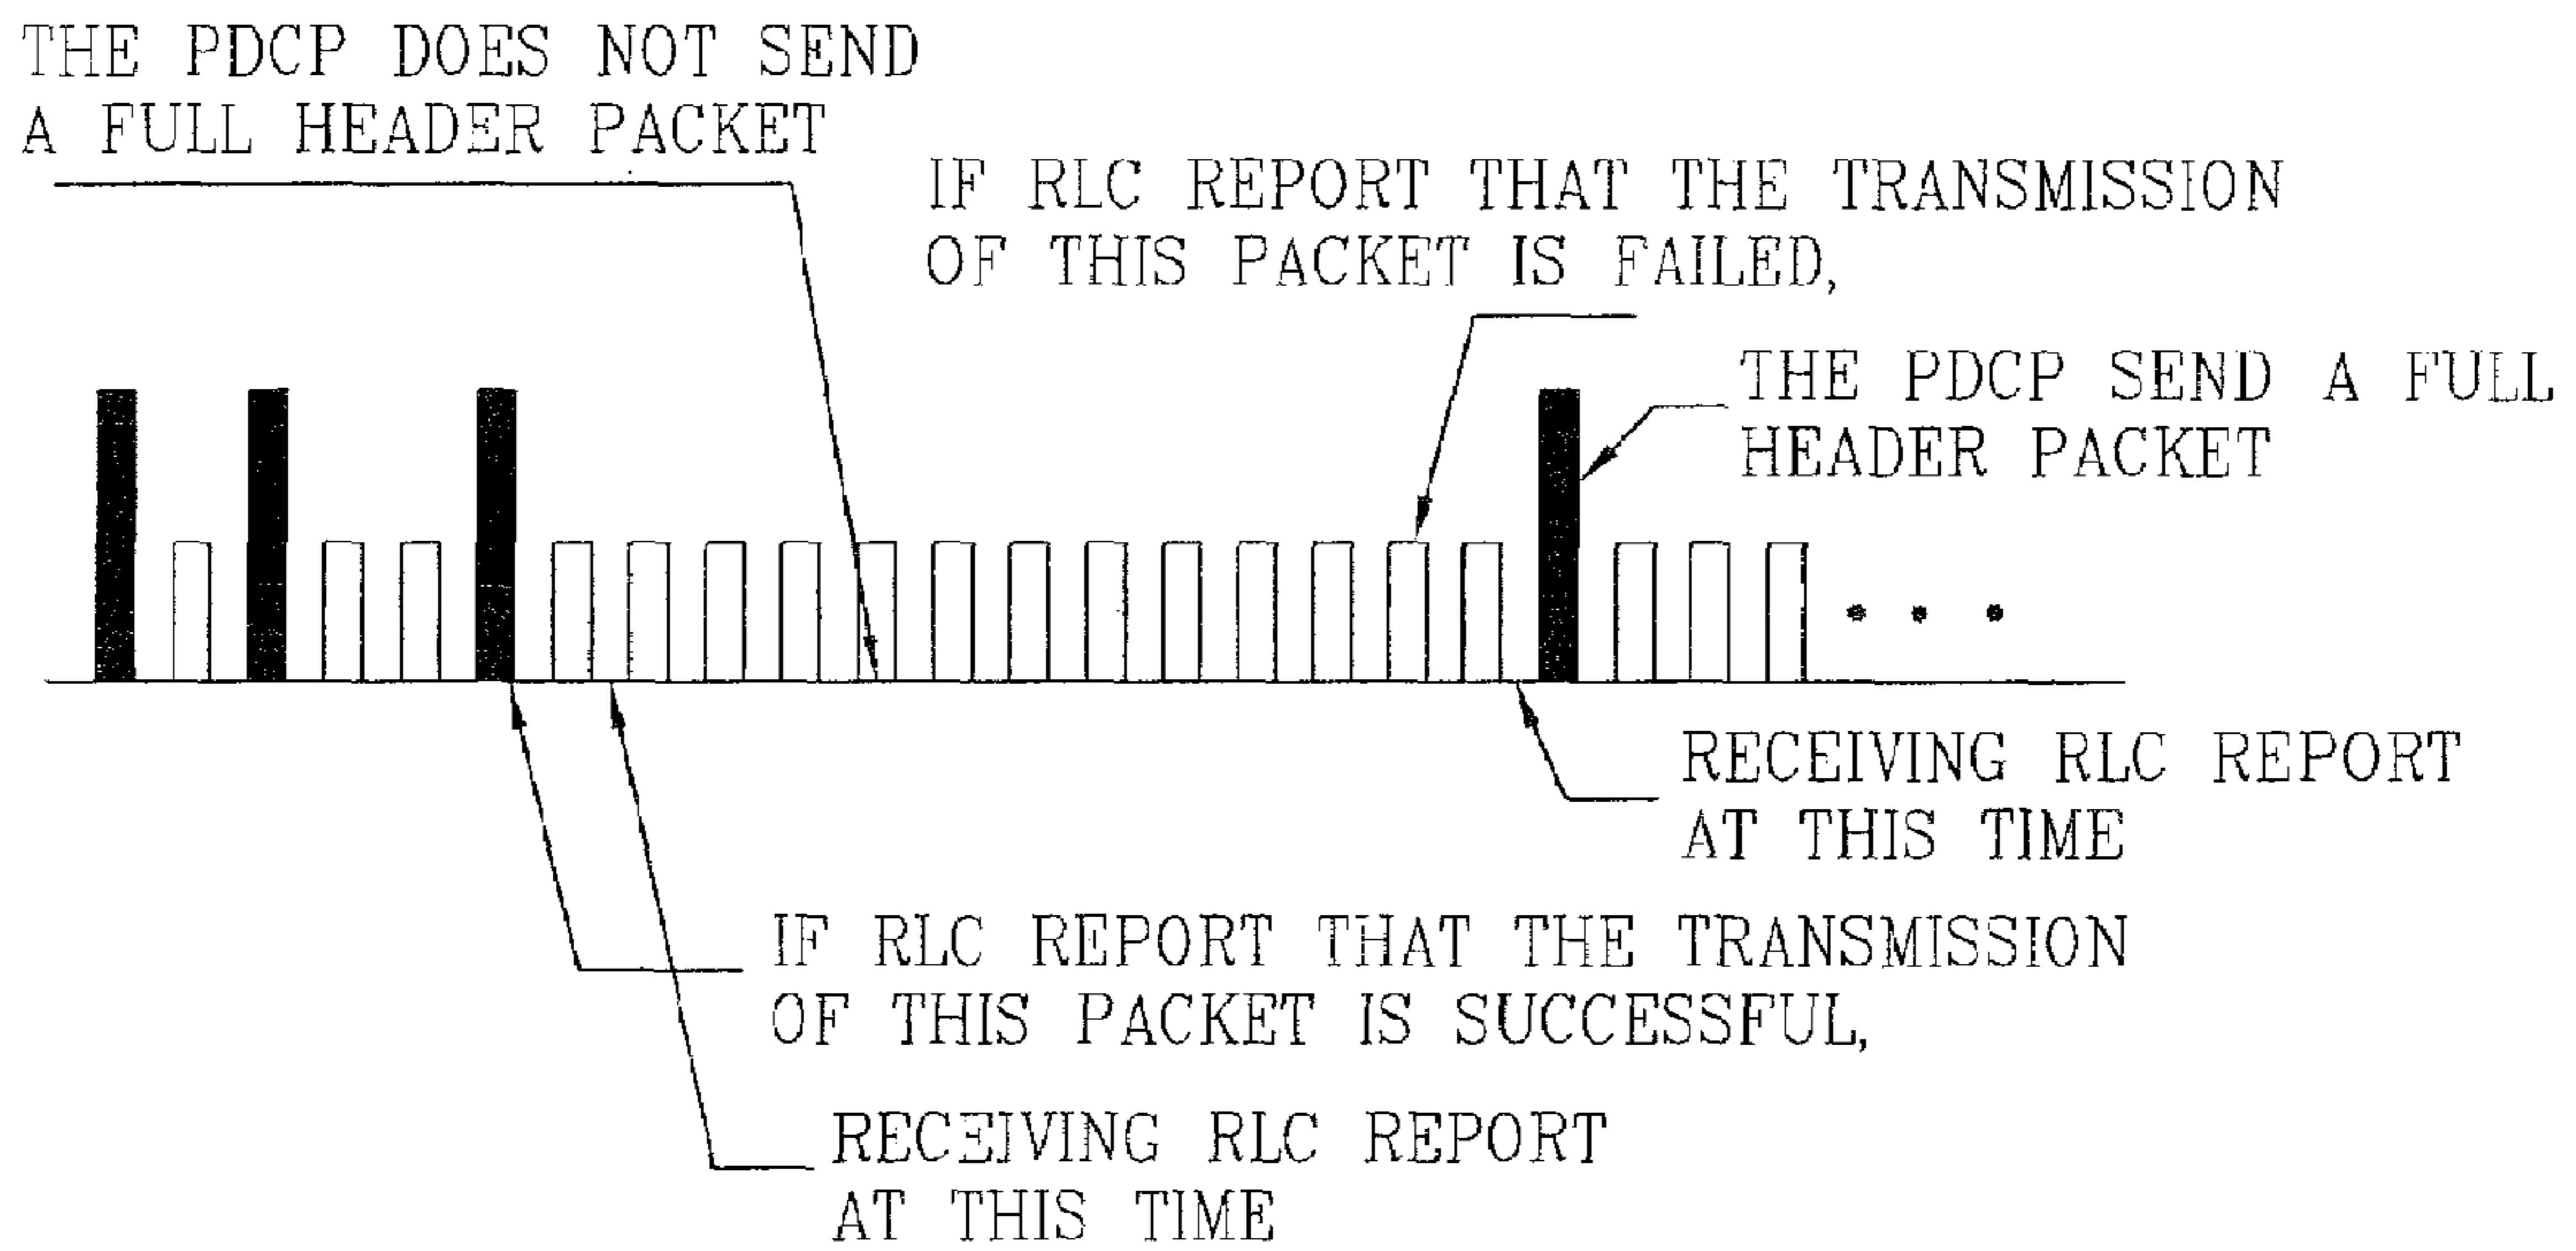 THE PDCP DOES NOT SEND
A FULL HEADER PACKET
IF RLC REPORT THAT THE TRANSMISSION
OF THIS PACKET IS FAILED,
THE PDCP SEND A FULL
HEADER PACKET
RECEIVING RLC REPORT
AT THIS TIME
IF RLC REPORT THAT THE TRANSMISSION
OF THIS PACKET IS SUCCESSFUL,
RECEIVING RLC REPORT
AT THIS TIME